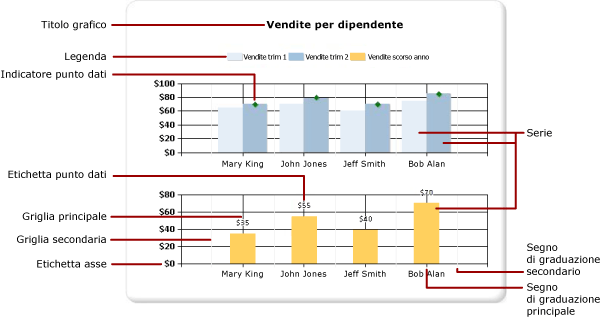 Titolo grafico
Vendite per dipendente
Legenda
Vendite trim 1
Vendite trim 2
Vendite scorso anno
Indicatore punto dati
$100
$80
$60
$40
$20
$0
Mary King
John Jones
Jeff Smith
Bob Alan
Serie
Etichetta punto dati
$80
$60
$40
$20
$0
$35
$55
$40
$70
Griglia principale
Griglia secondaria
Etichetta asse
Mary King
John Jones
Jeff Smith
Bob Alan
Segno
di graduazione
secondario
Segno
di graduazione
principale